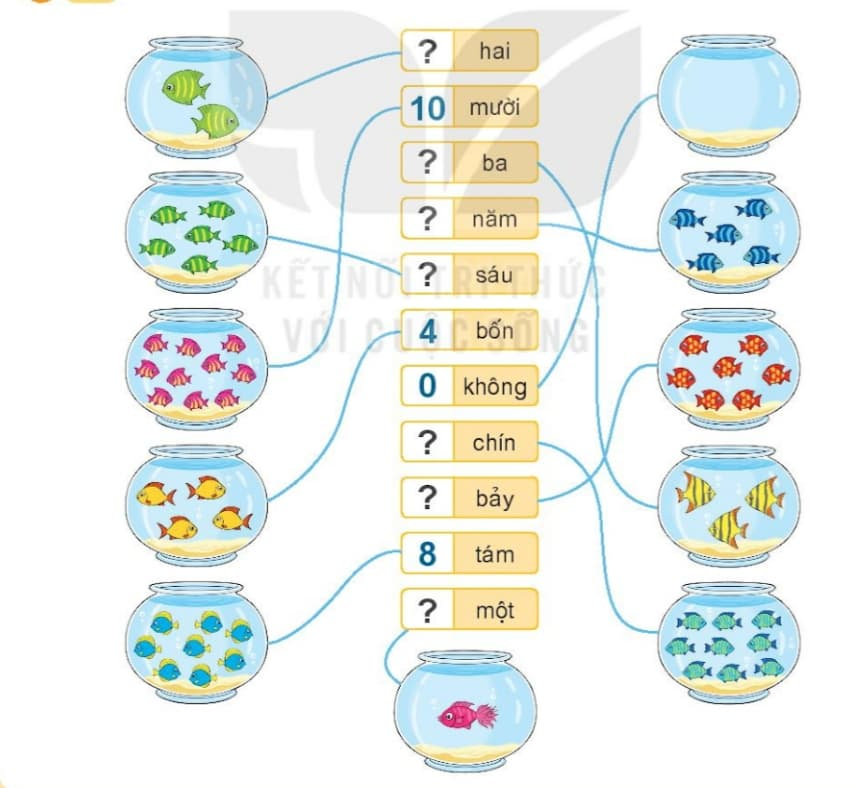 ? hai
10 mười
? ba
? năm
? sáu
4 bốn
0 không
? chín
? bảy
8 tám
? một
KẾT NỐI TRI THỨC
VỚI CUỘC SỐNG